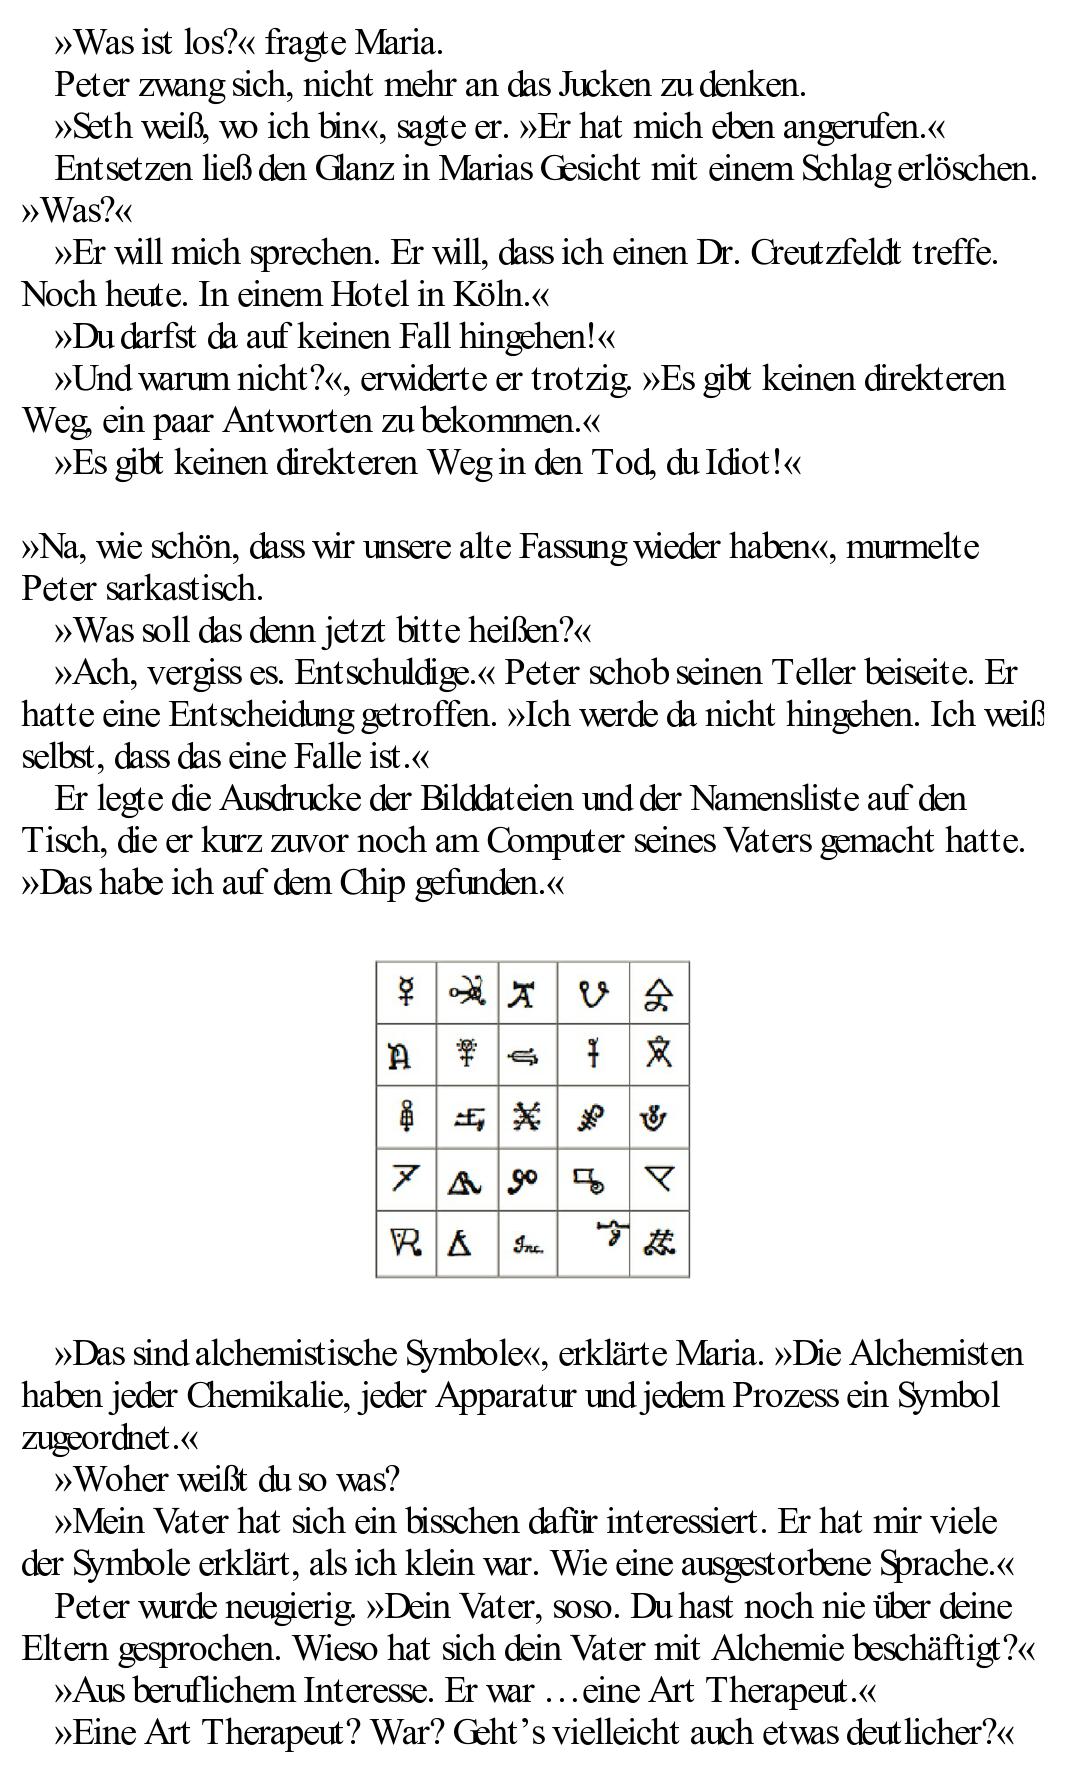 »Was ist los?« fragte Maria.
Peter zwang sich, nicht mehr an das Jucken zu denken.
»Seth weiß, wo ich bin«, sagte er. »Er hat mich eben angerufen.«
Entsetzen ließ den Glanz in Marias Gesicht mit einem Schlag erlöschen.
»Was?«
»Er will mich sprechen. Er will, dass ich einen Dr. Creutzfeldt treffe.
Noch heute. In einem Hotel in Köln.«
»Du darfst da auf keinen Fall hingehen!«
»Und warum nicht?«, erwiderte er trotzig. »Es gibt keinen direkteren
Weg, ein paar Antworten zu bekommen.«
»Es gibt keinen direkteren Weg in den Tod, du Idiot!«
»Na, wie schön, dass wir unsere alte Fassung wieder haben«, murmelte
Peter sarkastisch.
»Was soll das denn jetzt bitte heißen?«
»Ach, vergiss es. Entschuldige.« Peter schob seinen Teller beiseite. Er
hatte eine Entscheidung getroffen. »Ich werde da nicht hingehen. Ich weiß
selbst, dass das eine Falle ist.«
Er legte die Ausdrucke der Bilddateien und der Namensliste auf den
Tisch, die er kurz zuvor noch am Computer seines Vaters gemacht hatte.
»Das habe ich auf dem Chip gefunden.«
Inc.
»Das sind alchemistische Symbole«, erklärte Maria. »Die Alchemisten
haben jeder Chemikalie, jeder Apparatur und jedem Prozess ein Symbol
zugeordnet.«
»Woher weißt du so was?
»Mein Vater hat sich ein bisschen dafür interessiert. Er hat mir viele
der Symbole erklärt, als ich klein war. Wie eine ausgestorbene Sprache.«
Peter wurde neugierig. »Dein Vater, soso. Du hast noch nie über deine
Eltern gesprochen. Wieso hat sich dein Vater mit Alchemie beschäftigt?«
»Aus beruflichem Interesse. Er war … eine Art Therapeut.«
»Eine Art Therapeut? War? Geht’s vielleicht auch etwas deutlicher?«